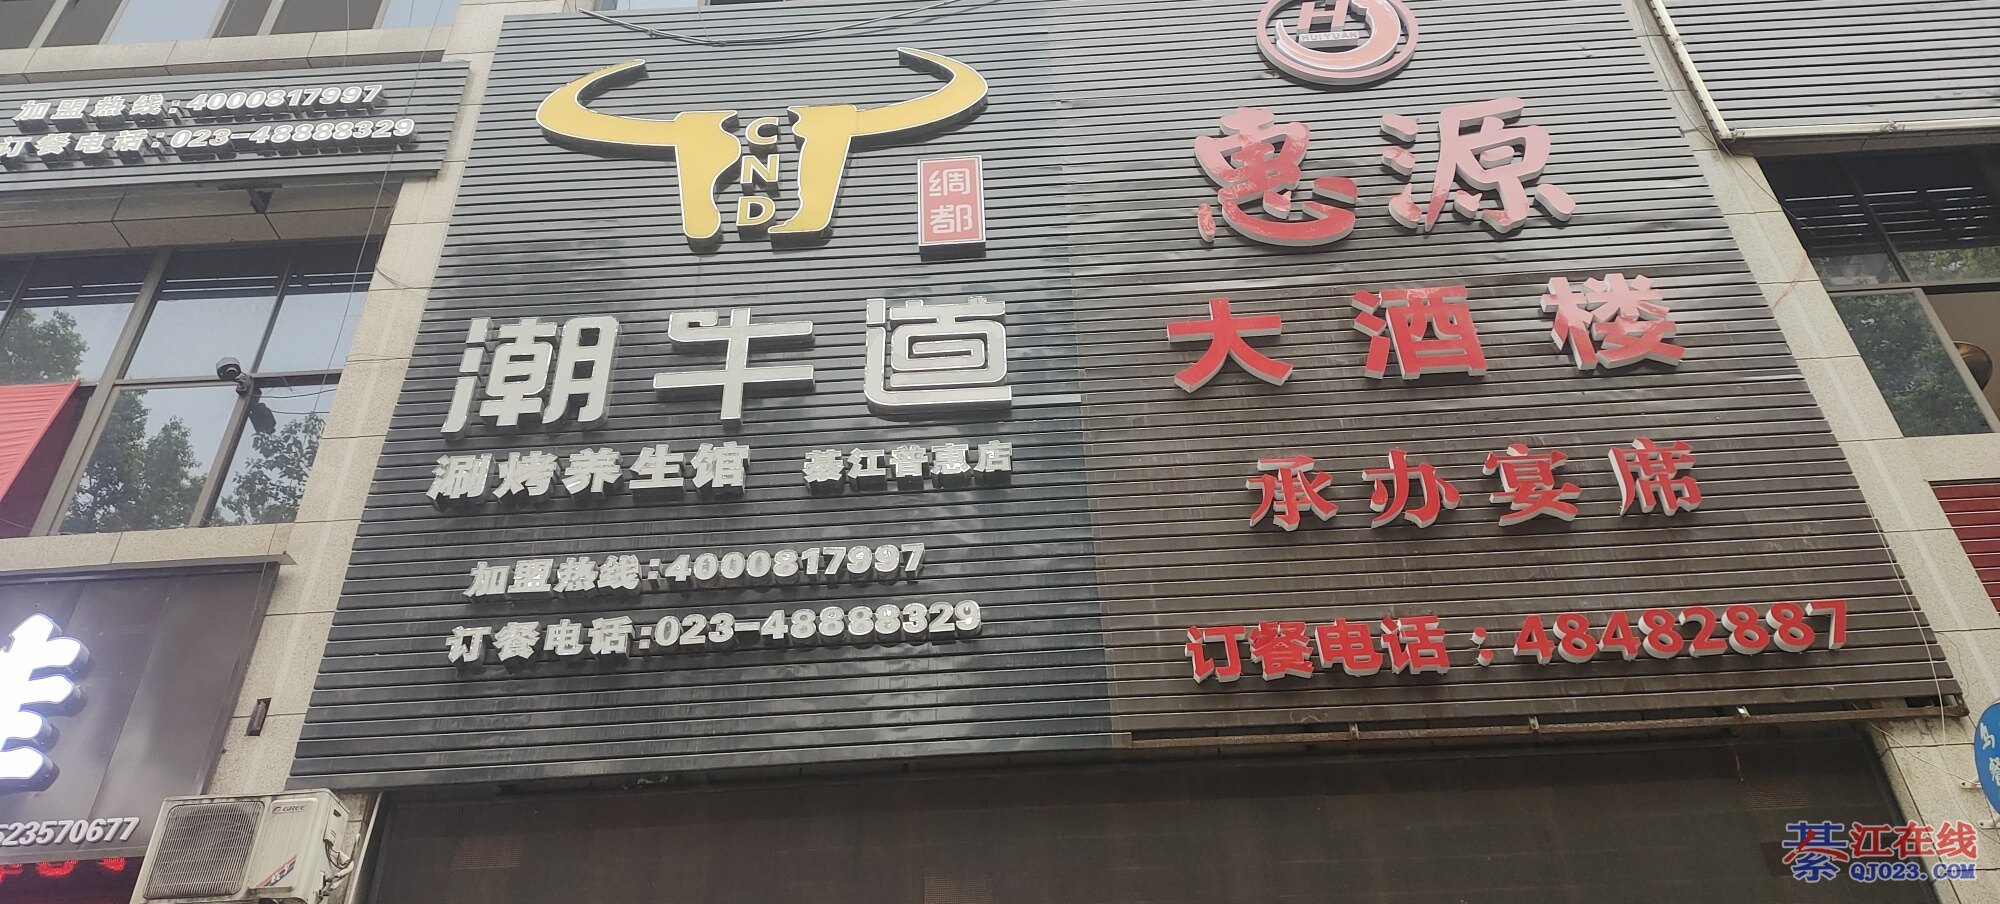 加盟热线:4000817997
订餐电话:023-48888329
CND
绸都
潮牛道
涮烤养生馆 綦江普惠店
加盟热线:4000817997
订餐电话:023-48888329
H
HUIYUAN
惠源
大酒楼
承办宴席
订餐电话:48482887
523570677
GREE
綦江在线
QJ023.COM